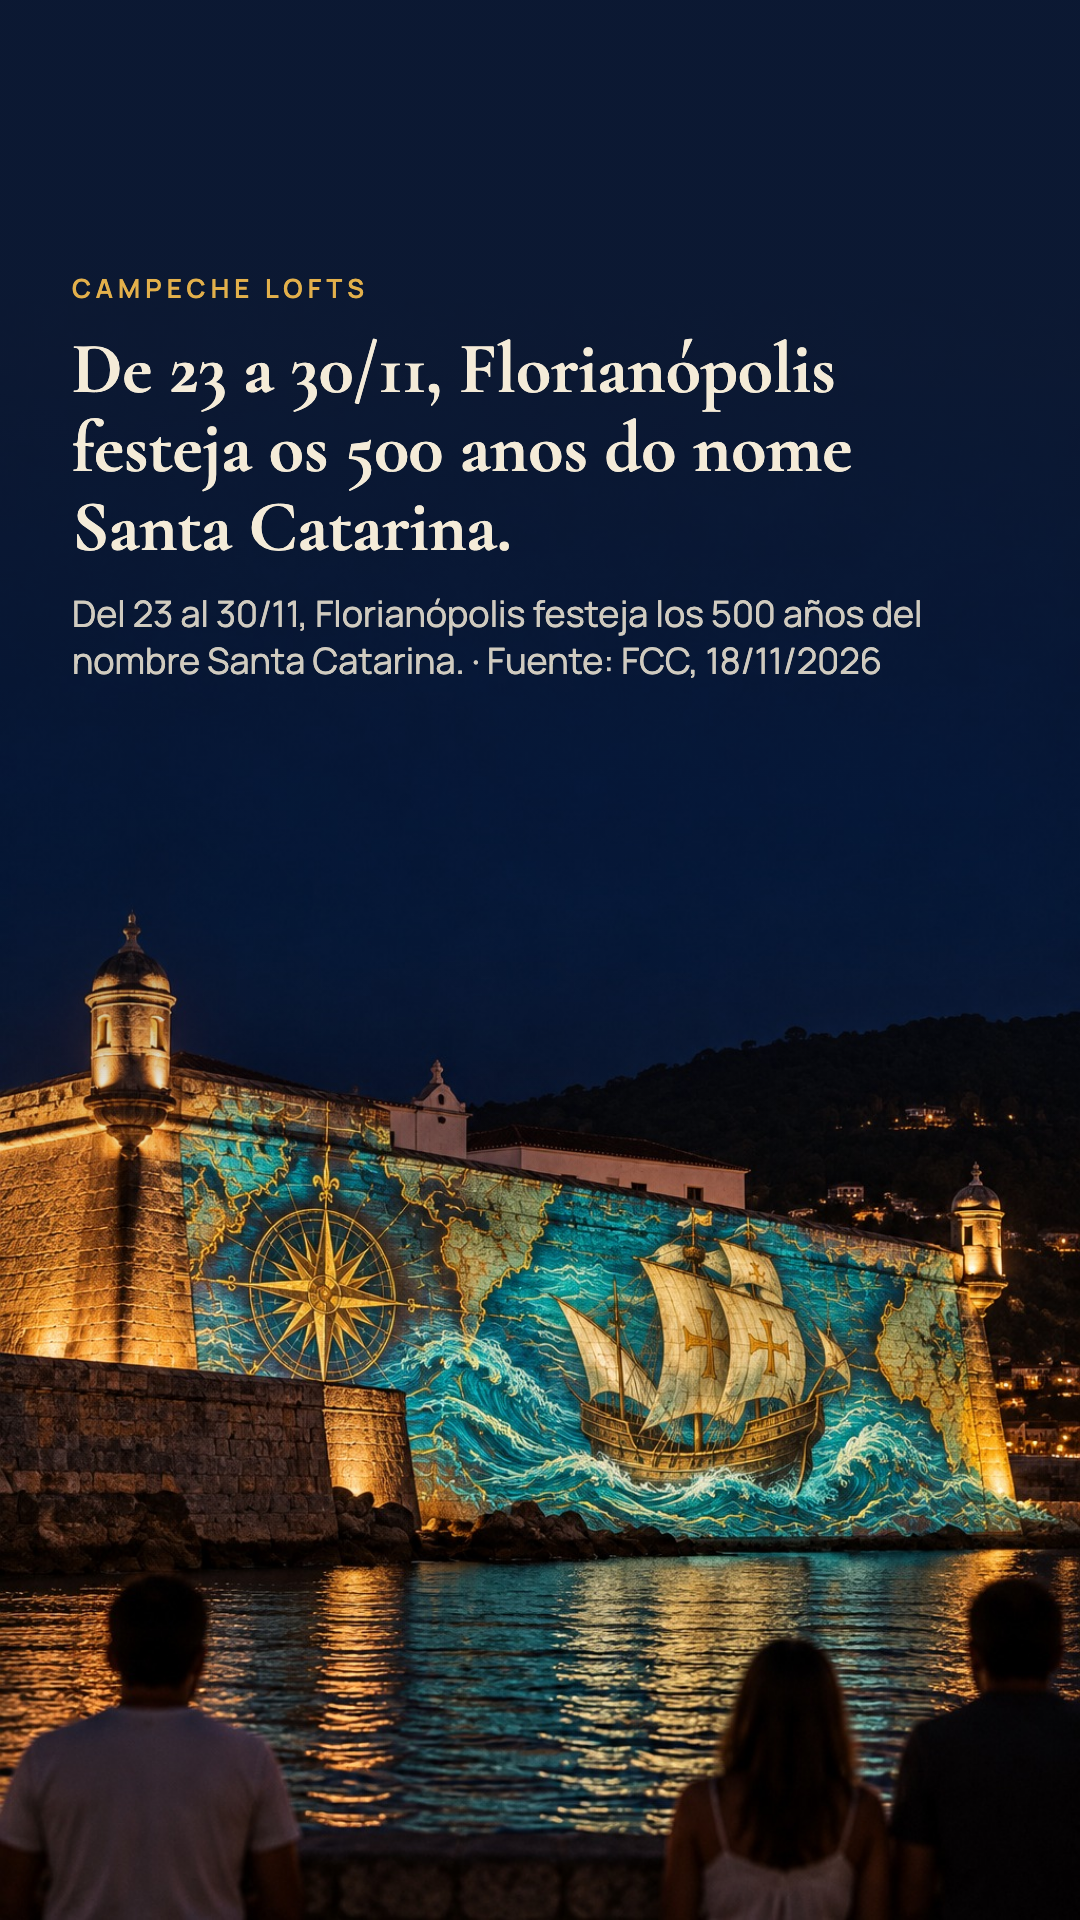 CAMPECHE LOFTS
De 23 a 30/11, Florianópolis
festeja os 500 anos do nome
Santa Catarina.
Del 23 al 30/11, Florianópolis festeja los 500 años del
nombre Santa Catarina. · Fuente: FCC, 18/11/2026